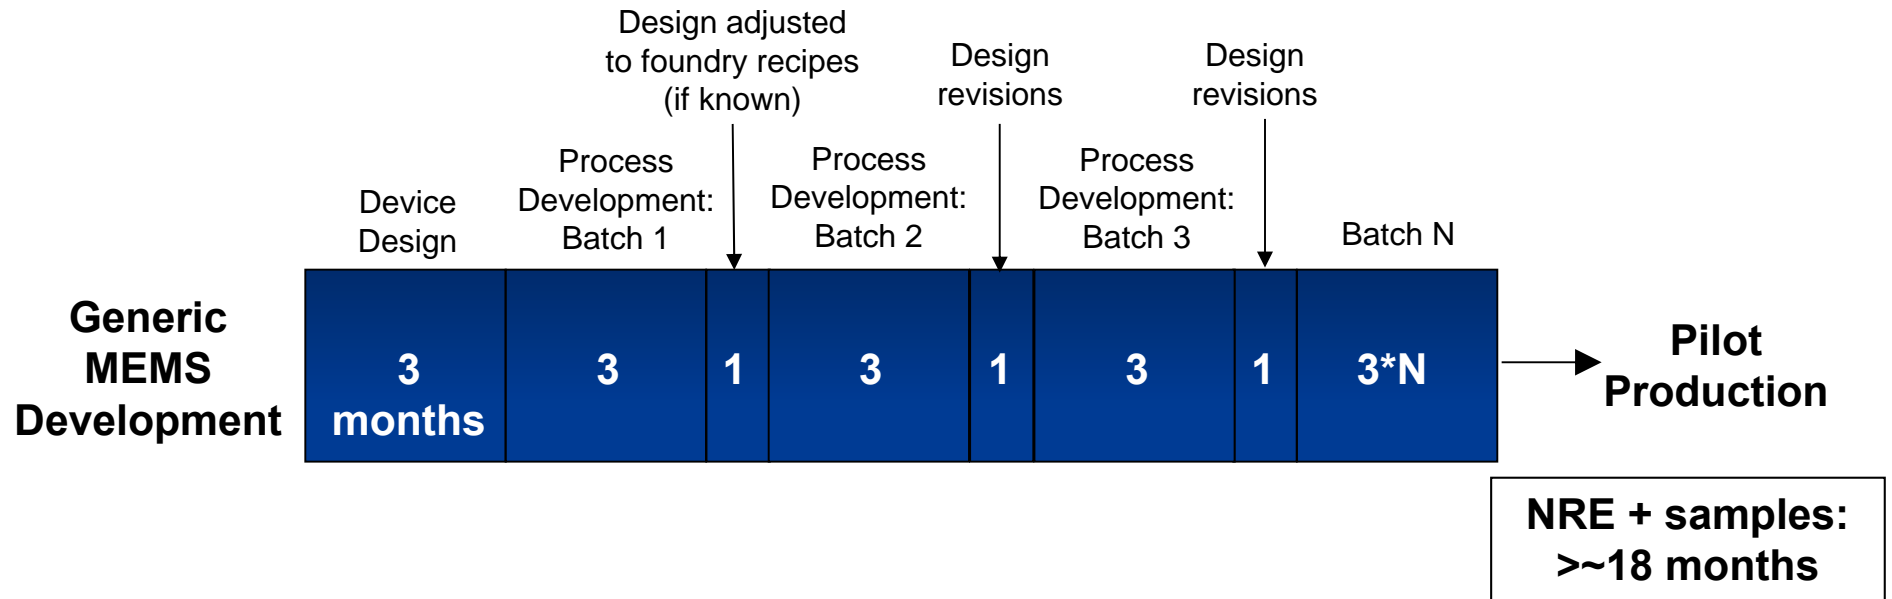 Design adjusted
to foundry recipes
(if known)
Design
revisions
Design
revisions
Device
Design
Process
Development:
Batch 1
Process
Development:
Batch 2
Process
Development:
Batch 3
Batch N
Generic
MEMS
Development
3
months
3
1
3
1
3
1
3*N
Pilot
Production
NRE + samples:
>~18 months